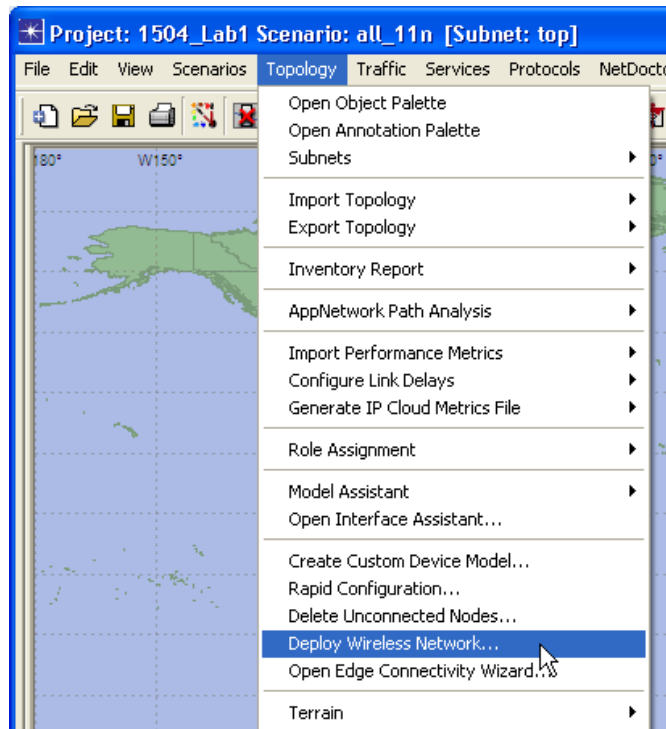 Project: 1504_Lab1 Scenario: all_11n [Subnet: top]
File Edit View Scenarios Topology Traffic Services Protocols
Open Object Palette
Open Annotation Palette
Subnets
W150°
Import Topology
Export Topology
Inventory Report
AppNetwork Path Analysis
Import Performance Metrics
Configure Link Delays
Generate IP Cloud Metrics File
Role Assignment
Model Assistant
Open Interface Assistant...
Create Custom Device Model...
Rapid Configuration...
Delete Unconnected Nodes...
Deploy Wireless Network...
Open Edge Connectivity Wizard...
Terrain